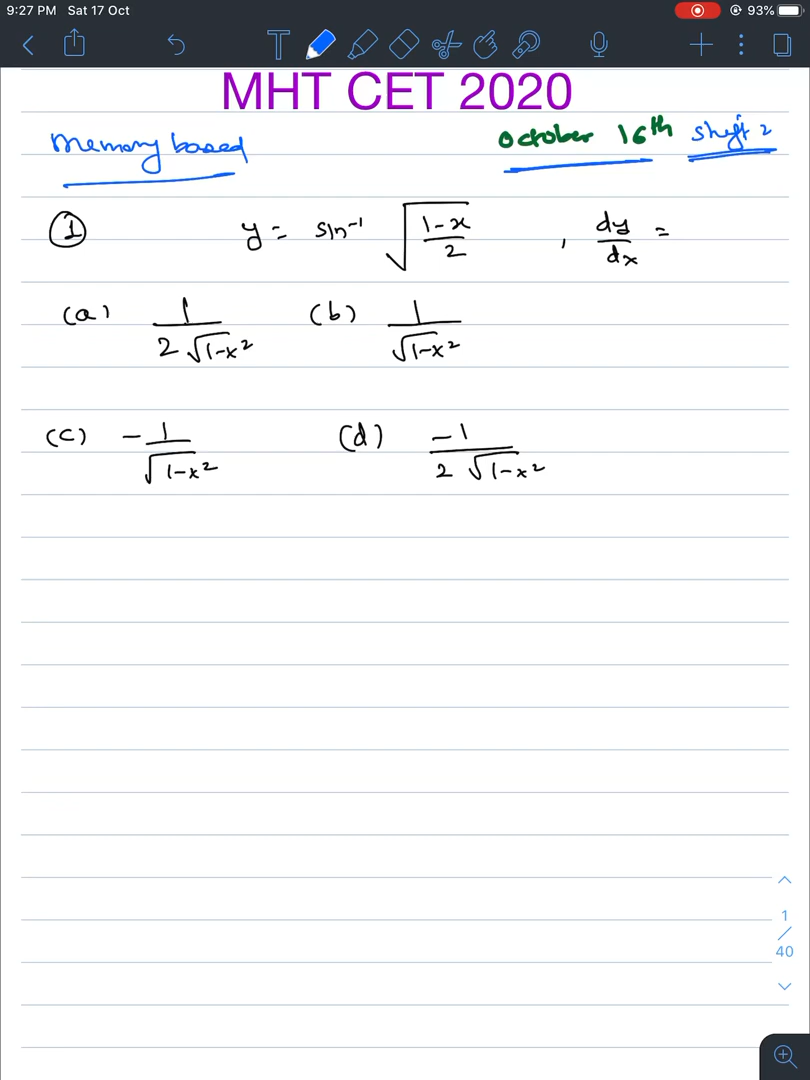 9:27 PM Sat 17 Oct 93%
MHT CET 2020
memory based October 16th Shift 2
① y = sin⁻¹ √((1-x)/2) , dy/dx =
(a) 1/(2√(1-x²)) (b) 1/√(1-x²)
(c) -1/√(1-x²) (d) -1/(2√(1-x²))
1
/
40